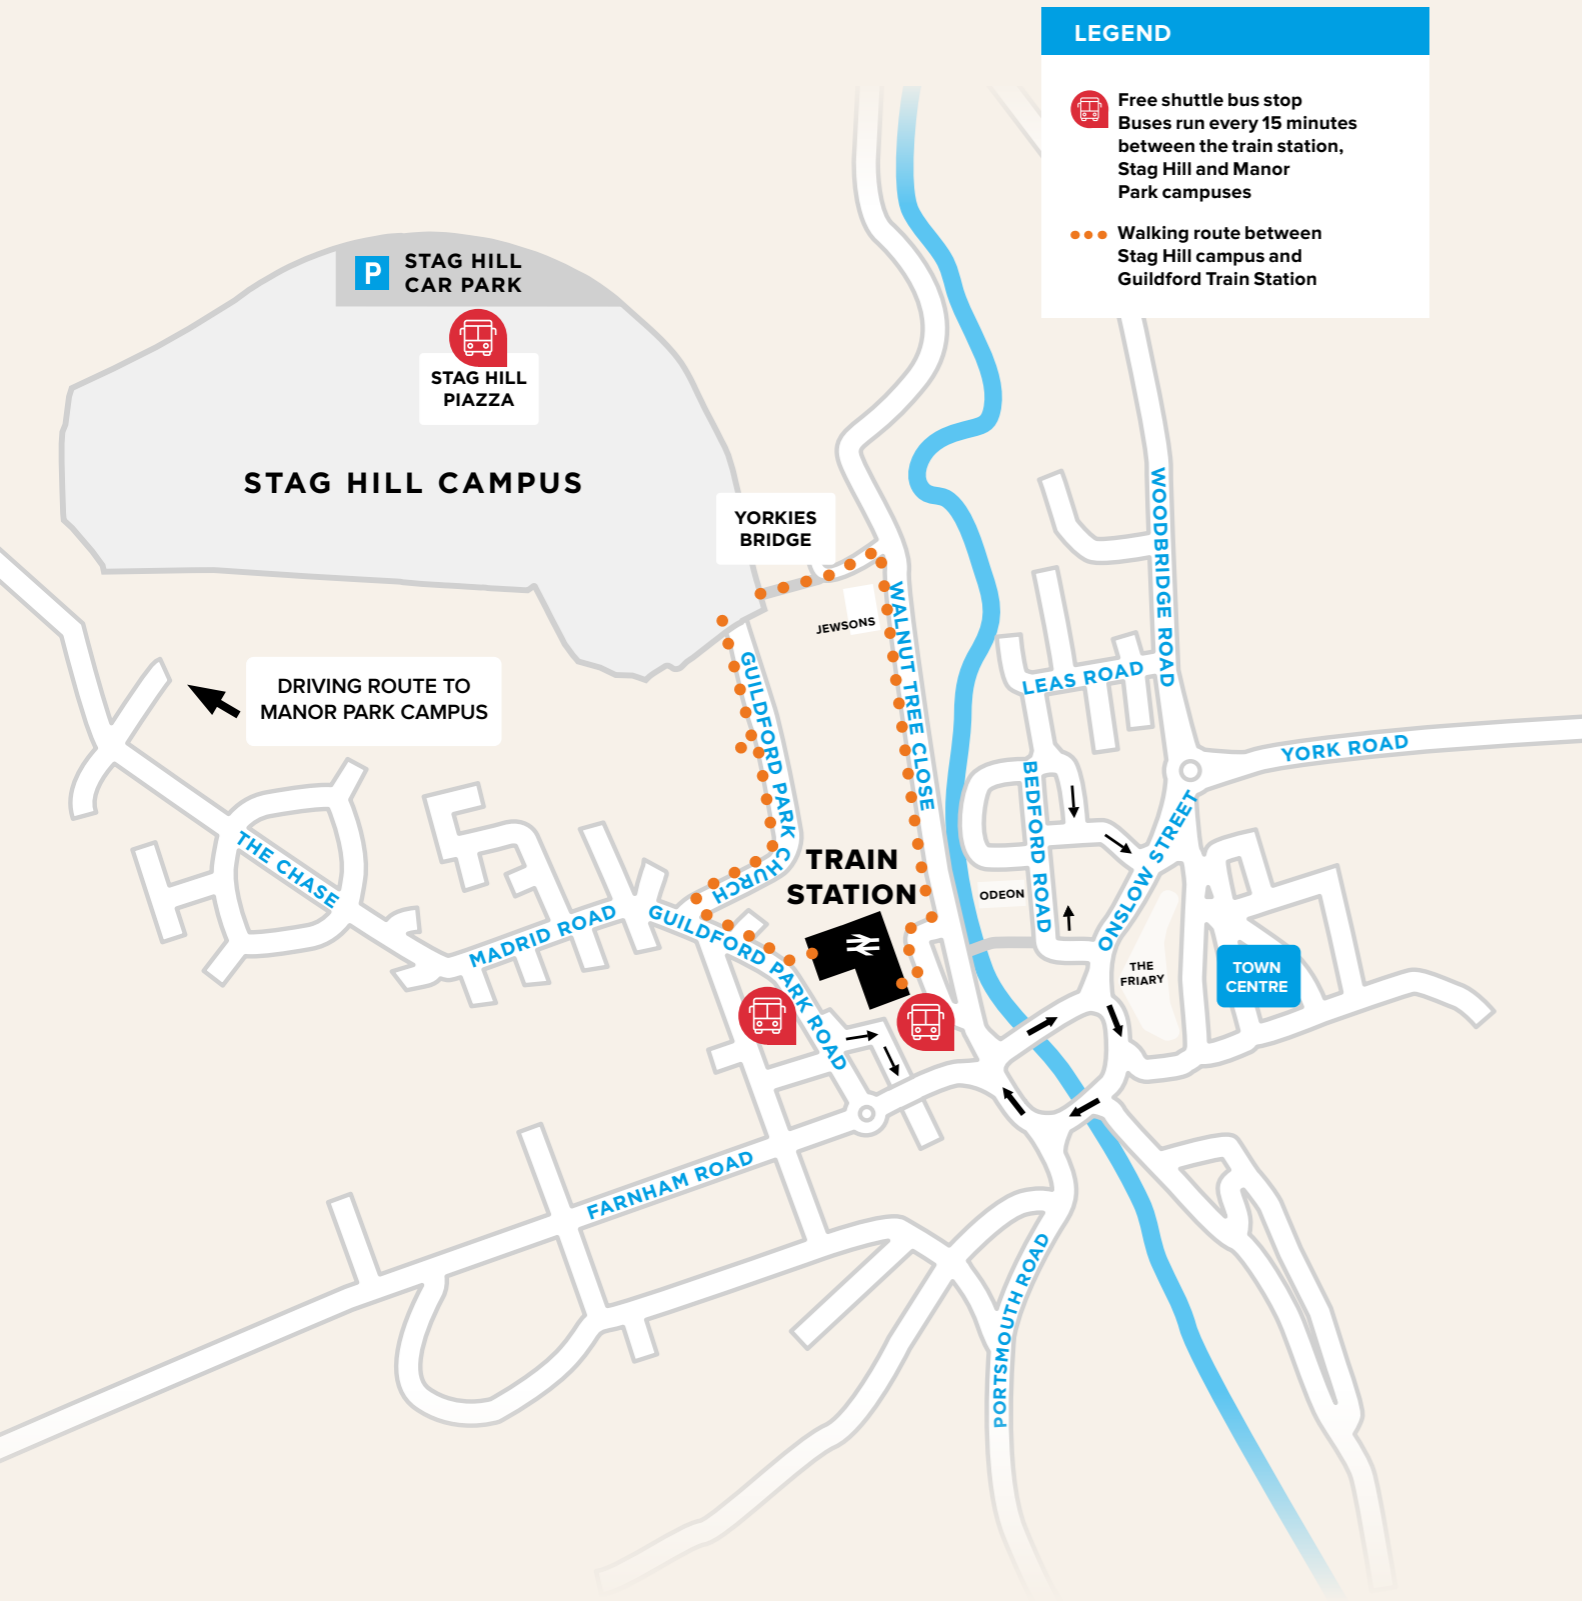 LEGEND
Free shuttle bus stop
Buses run every 15 minutes
between the train station,
Stag Hill and Manor
Park campuses
Walking route between
Stag Hill campus and
Guildford Train Station
P
STAG HILL
CAR PARK
STAG HILL
PIAZZA
STAG HILL CAMPUS
YORKIES
BRIDGE
JEWSONS
WALNUT TREE CLOSE
WOODBRIDGE ROAD
LEAS ROAD
YORK ROAD
DRIVING ROUTE TO
MANOR PARK CAMPUS
GUILDFORD PARK
CHURCH
BEDFORD ROAD
ONSLOW STREET
THE CHASE
MADRID ROAD
GUILDFORD PARK ROAD
TRAIN
STATION
ODEON
THE
FRIARY
TOWN
CENTRE
FARNHAM ROAD
PORTSMOUTH ROAD